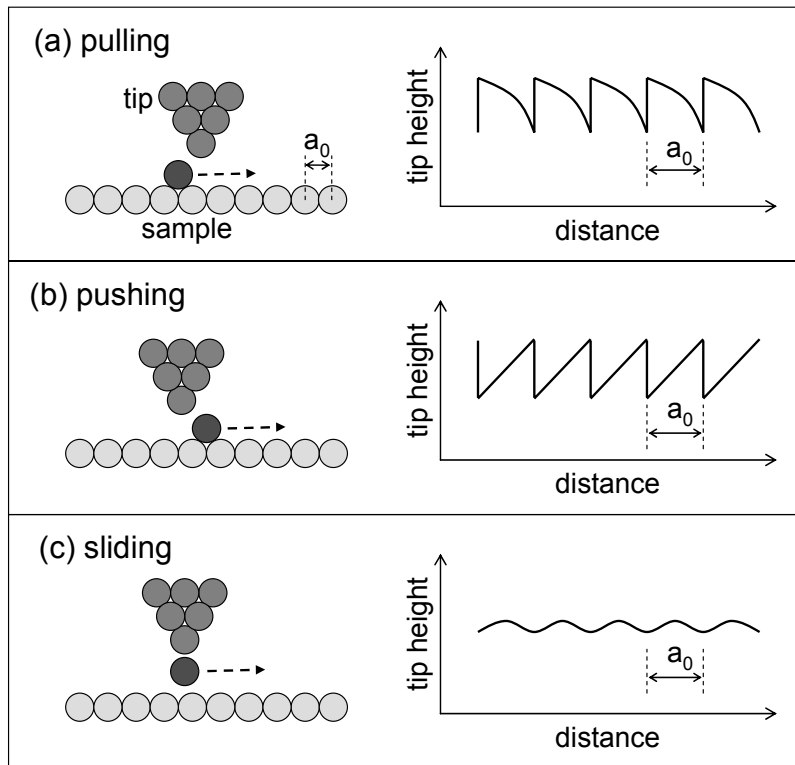 (a) pulling
tip
a0
sample
tip height
a0
distance
(b) pushing
tip height
a0
distance
(c) sliding
tip height
a0
distance